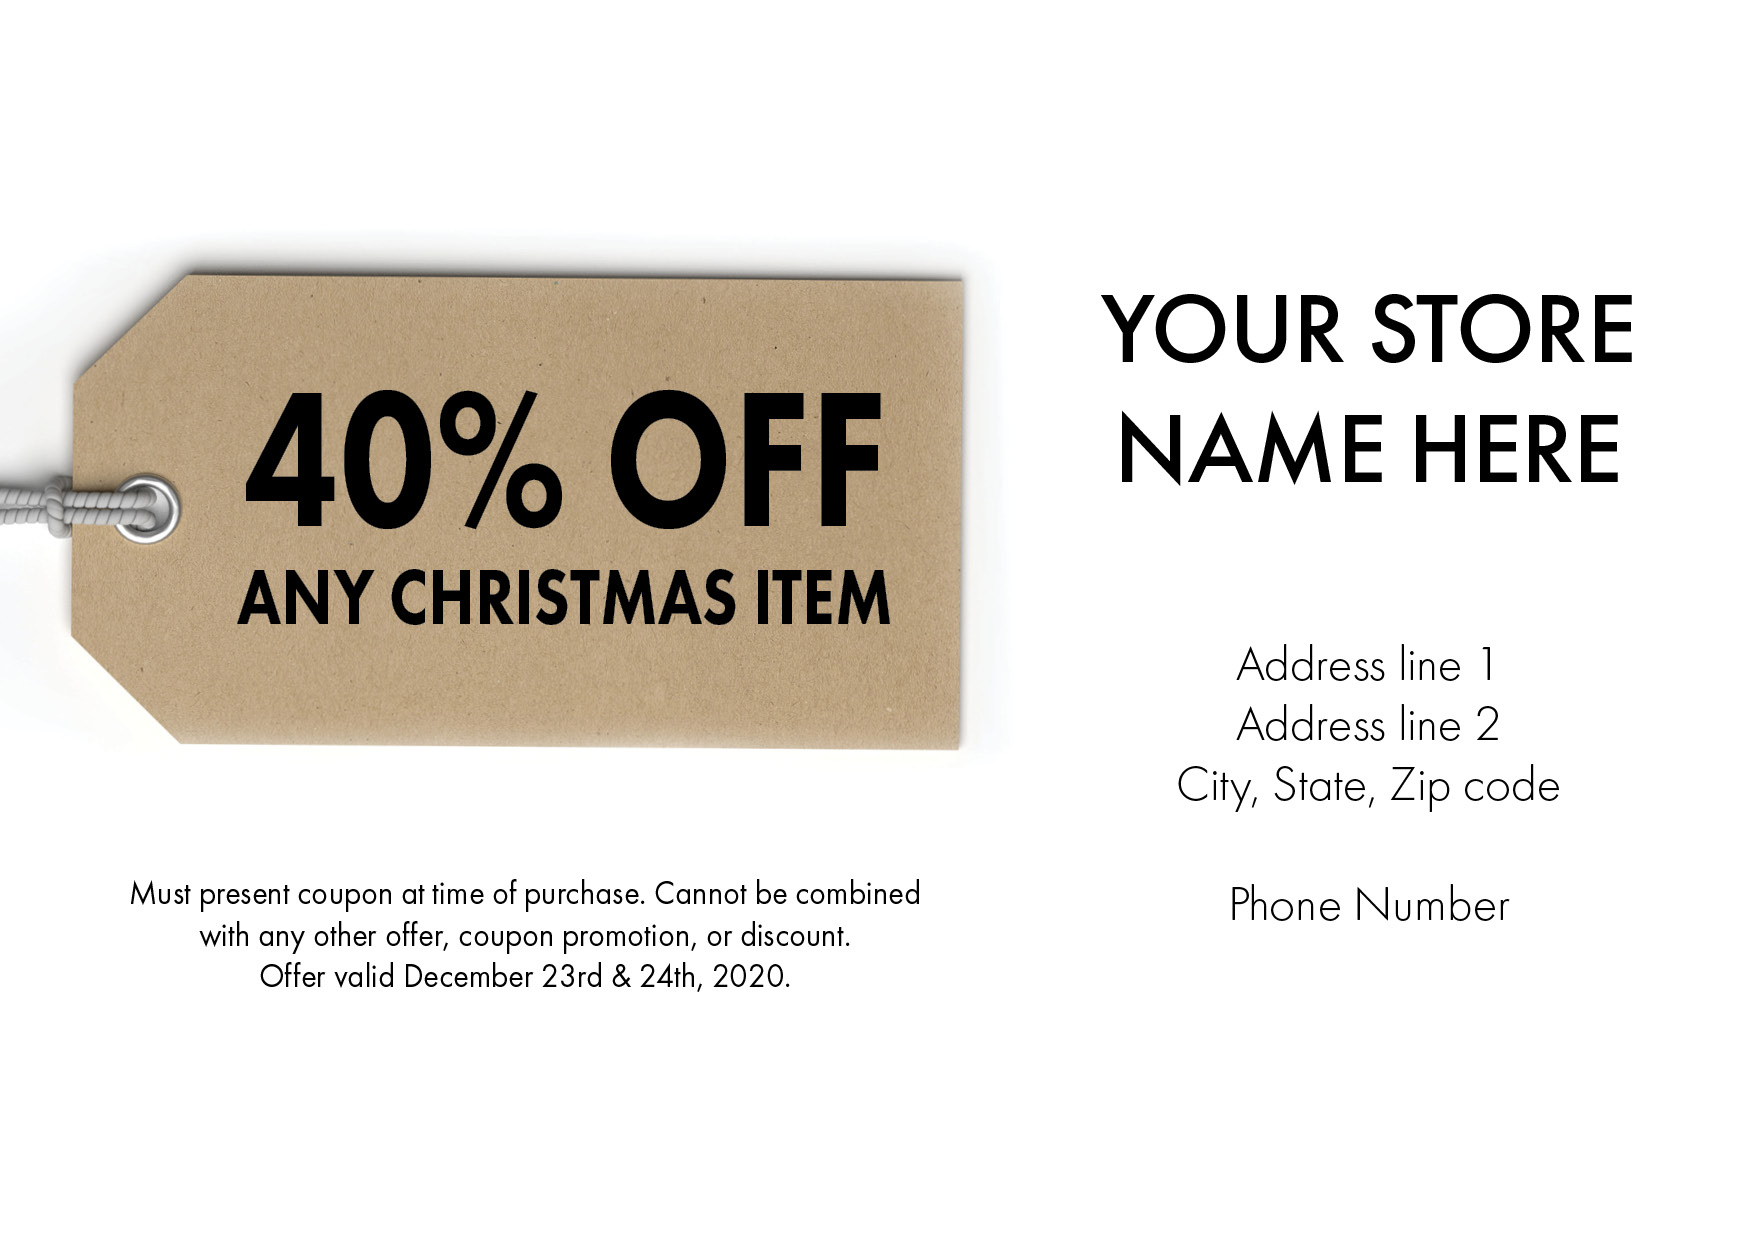 40% OFF
ANY CHRISTMAS ITEM
Must present coupon at time of purchase. Cannot be combined
with any other offer, coupon promotion, or discount.
Offer valid December 23rd & 24th, 2020.
YOUR STORE
NAME HERE
Address line 1
Address line 2
City, State, Zip code
Phone Number